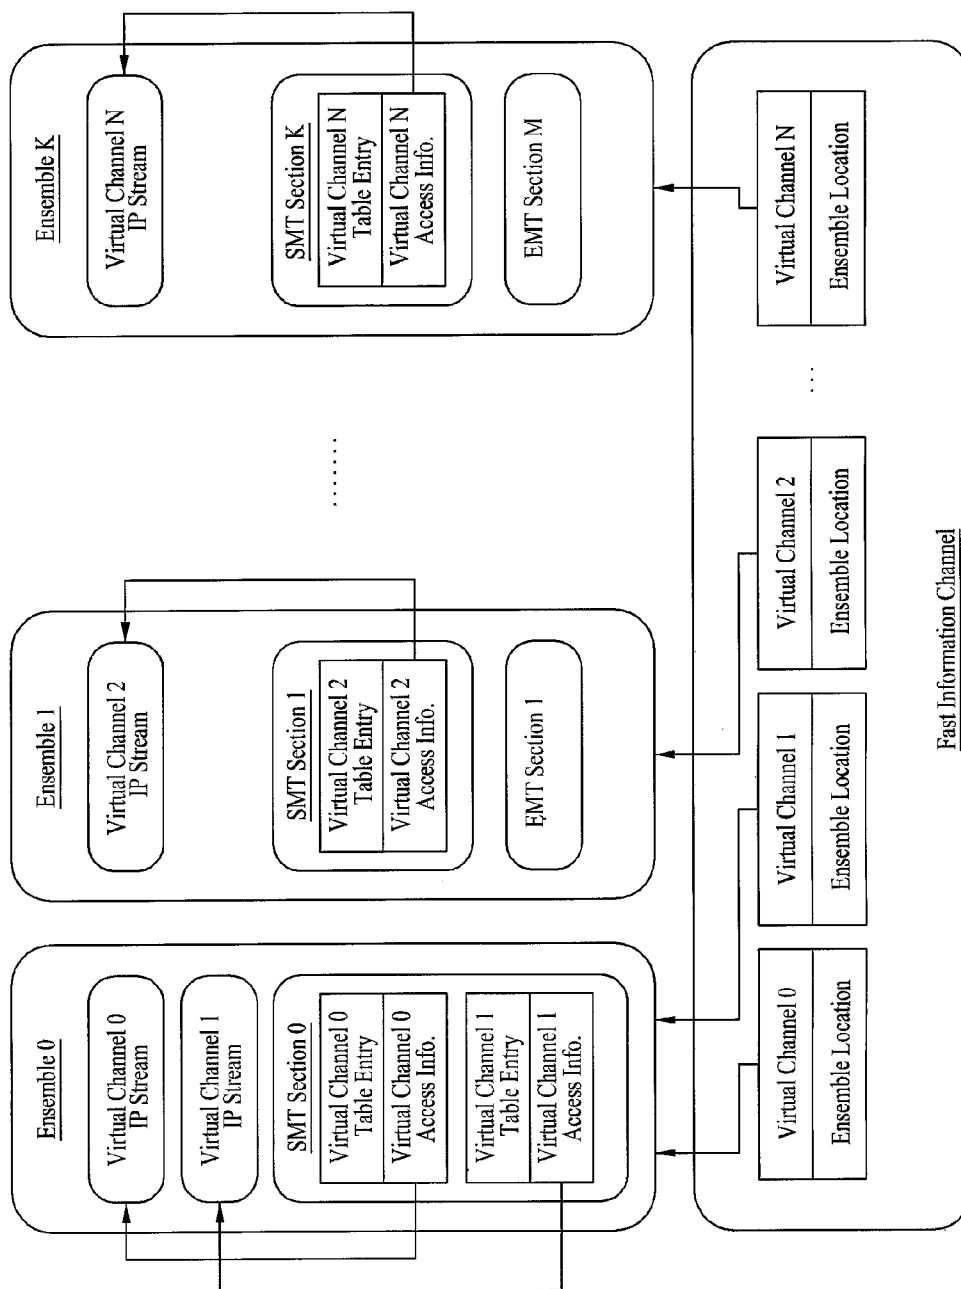 Ensemble 0
Virtual Channel 0
IP Stream
Virtual Channel 1
IP Stream
SMT Section 0
Virtual Channel 0
Table Entry
Virtual Channel 0
Access Info.
Virtual Channel 1
Table Entry
Virtual Channel 1
Access Info.
Ensemble 1
Virtual Channel 2
IP Stream
SMT Section 1
Virtual Channel 2
Table Entry
Virtual Channel 2
Access Info.
EMT Section 1
.......
Ensemble K
Virtual Channel N
IP Stream
SMT Section K
Virtual Channel N
Table Entry
Virtual Channel N
Access Info.
EMT Section M
Virtual Channel 0
Ensemble Location
Virtual Channel 1
Ensemble Location
Virtual Channel 2
Ensemble Location
...
Virtual Channel N
Ensemble Location
Fast Information Channel